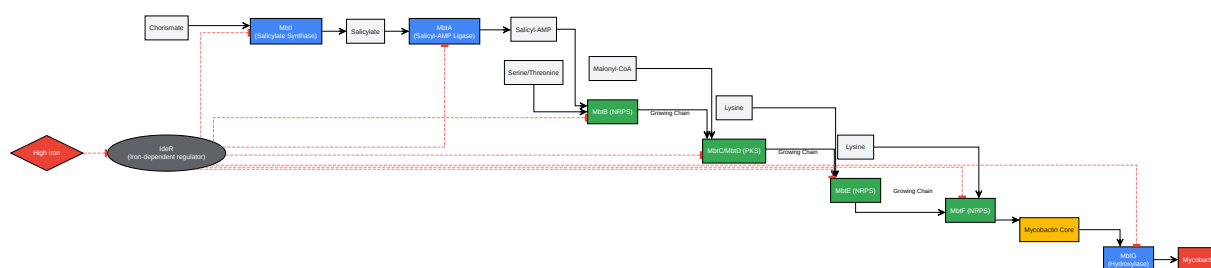 Chorismate
MbtI
(Salicylate Synthase)
Salicylate
MbtA
(Salicyl-AMP Ligase)
Salicyl-AMP
Serine/Threonine
Malonyl-CoA
Lysine
MbtB (NRPS)
Growing Chain
High Iron
IdeR
(Iron-dependent regulator)
MbtC/MbtD (PKS)
Growing Chain
Lysine
MbtE (NRPS)
Growing Chain
MbtF (NRPS)
Mycobactin Core
MbtG
(Hydroxylase)
Mycobact